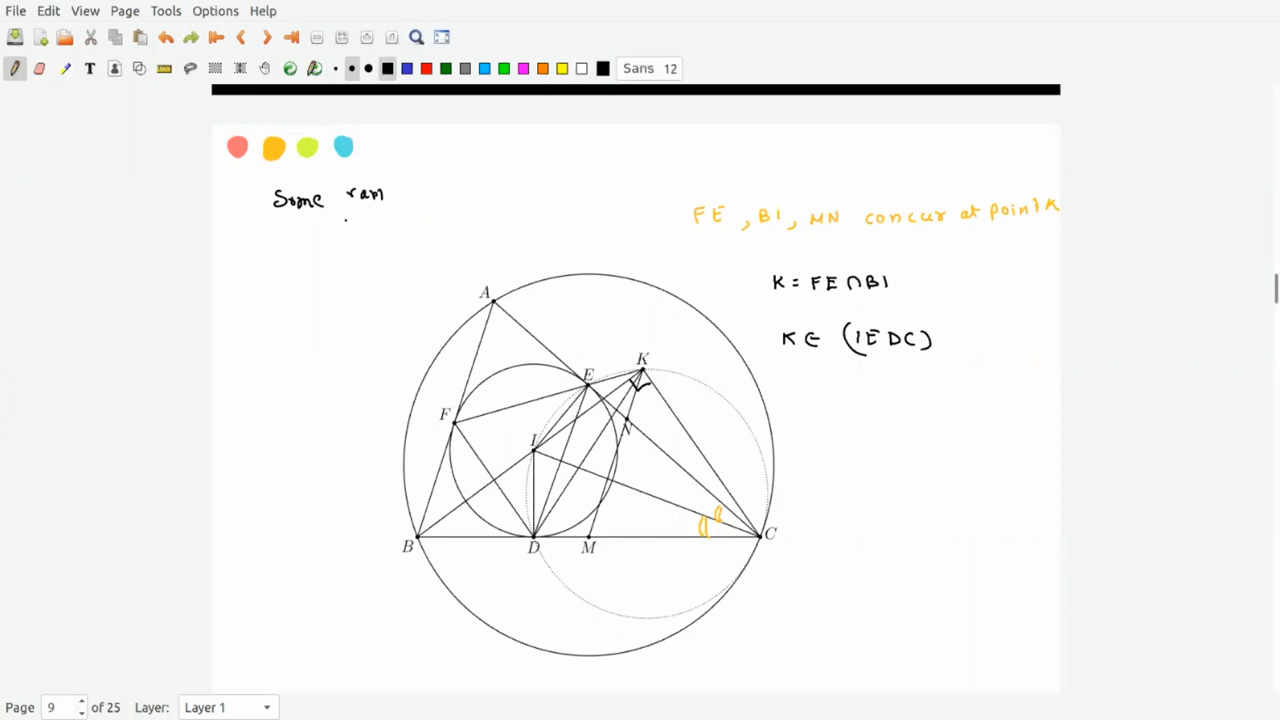 File Edit View Page Tools Options Help
T
Sans 12
Some ram
FE, BI, MN concur at point K
K = FE ∩ BI
K ∈ (IEDC)
A
K
E
F
N
I
B
D
M
C
Page 9 of 25 Layer: Layer 1